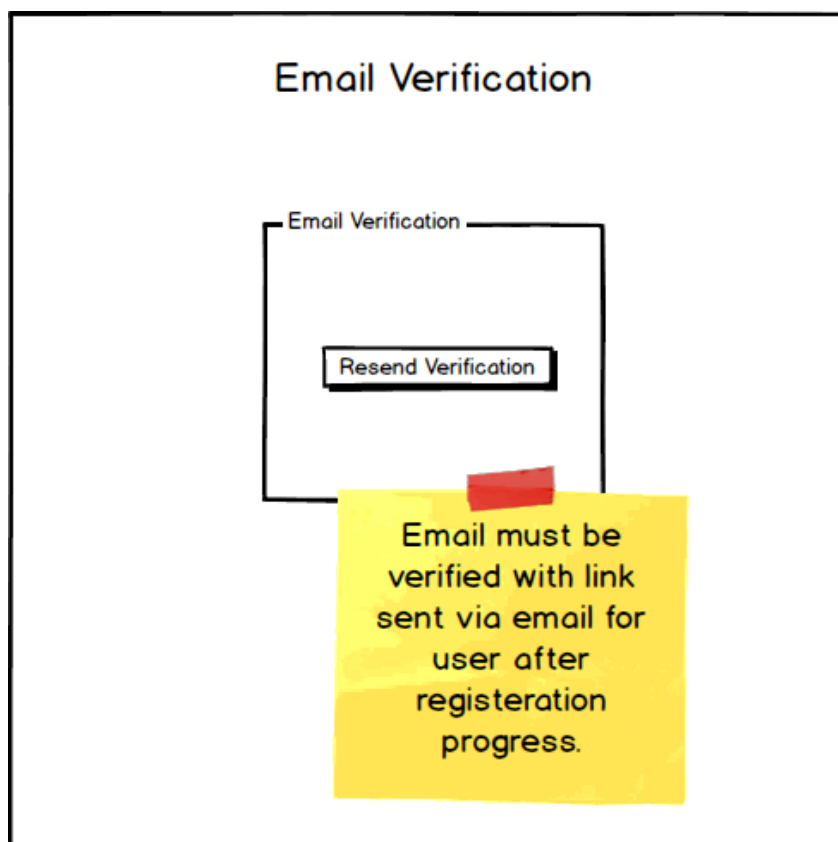 Email Verification
Email Verification
Resend Verification
Email must be
verified with link
sent via email for
user after
registeration
progress.